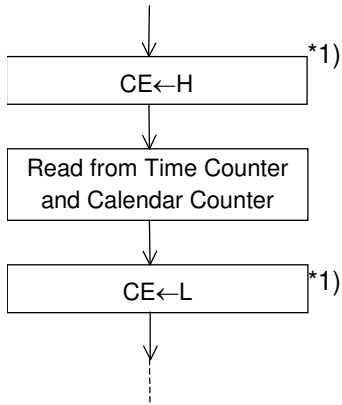 *1)
CE←H
Read from Time Counter
and Calendar Counter
*1)
CE←L